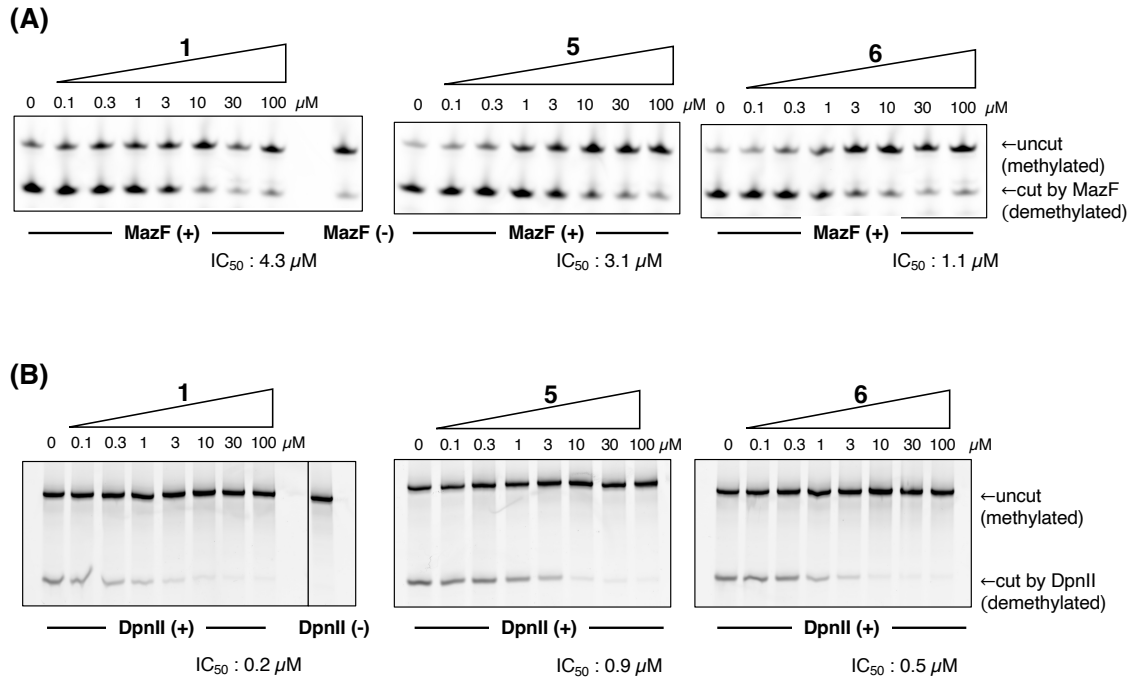 (A)
1
0 0.1 0.3 1 3 10 30 100 μM
5
0 0.1 0.3 1 3 10 30 100 μM
6
0 0.1 0.3 1 3 10 30 100 μM
←uncut
(methylated)
←cut by MazF
(demethylated)
MazF (+) MazF (-) MazF (+) MazF (+)
IC50 : 4.3 μM IC50 : 3.1 μM IC50 : 1.1 μM
(B)
1
0 0.1 0.3 1 3 10 30 100 μM
5
0 0.1 0.3 1 3 10 30 100 μM
6
0 0.1 0.3 1 3 10 30 100 μM
←uncut
(methylated)
←cut by DpnII
(demethylated)
DpnII (+) DpnII (-) DpnII (+) DpnII (+)
IC50 : 0.2 μM IC50 : 0.9 μM IC50 : 0.5 μM